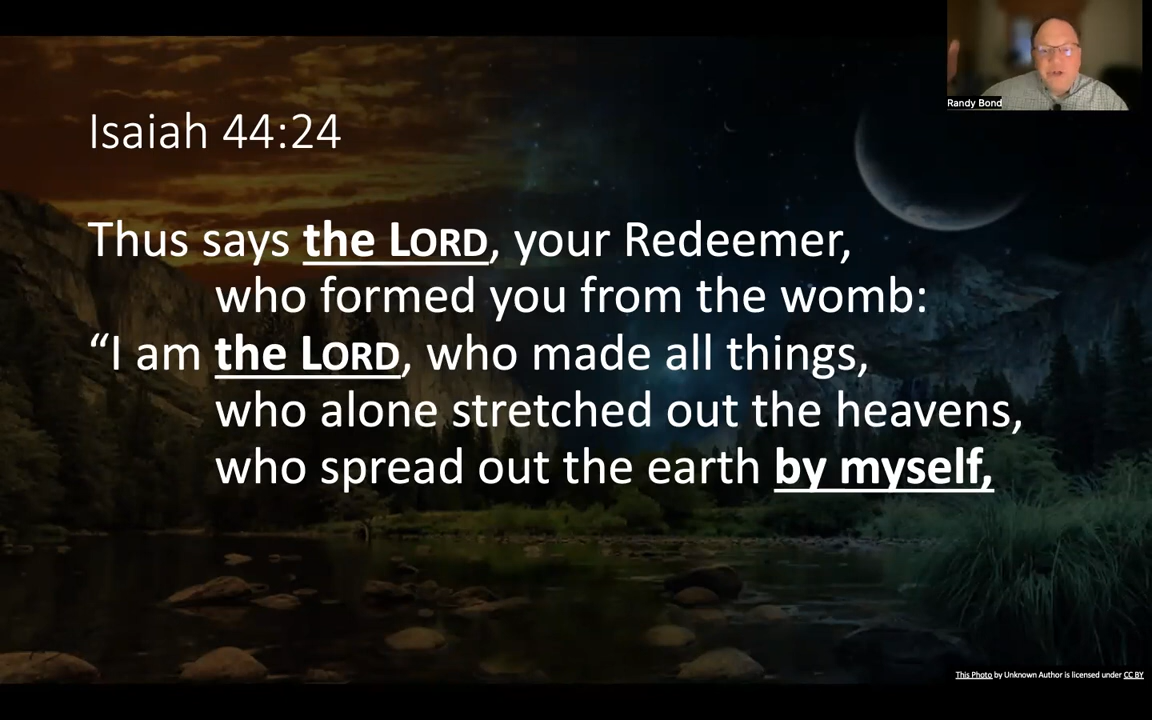 Randy Bond
Isaiah 44:24
Thus says the LORD, your Redeemer,
who formed you from the womb:
“I am the LORD, who made all things,
who alone stretched out the heavens,
who spread out the earth by myself,
This Photo by Unknown Author is licensed under CC BY